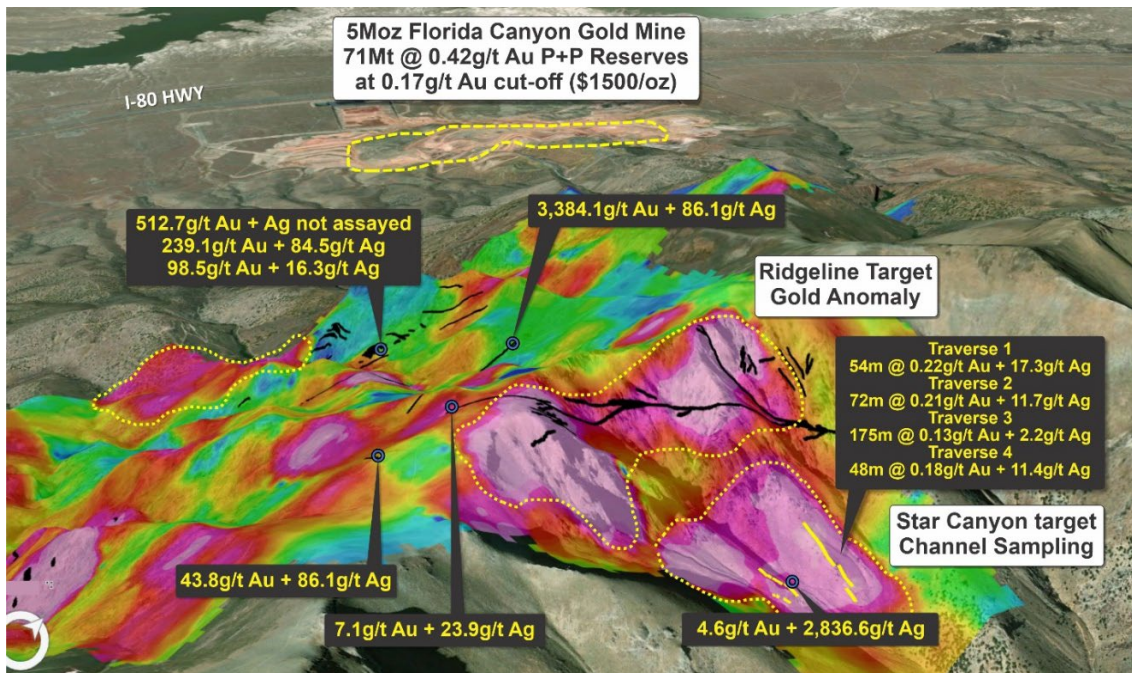 5Moz Florida Canyon Gold Mine
71Mt @ 0.42g/t Au P+P Reserves
at 0.17g/t Au cut-off ($1500/oz)
I-80 HWY
512.7g/t Au + Ag not assayed
239.1g/t Au + 84.5g/t Ag
98.5g/t Au + 16.3g/t Ag
3,384.1g/t Au + 86.1g/t Ag
Ridgeline Target
Gold Anomaly
Traverse 1
54m @ 0.22g/t Au + 17.3g/t Ag
Traverse 2
72m @ 0.21g/t Au + 11.7g/t Ag
Traverse 3
175m @ 0.13g/t Au + 2.2g/t Ag
Traverse 4
48m @ 0.18g/t Au + 11.4g/t Ag
Star Canyon target
Channel Sampling
43.8g/t Au + 86.1g/t Ag
7.1g/t Au + 23.9g/t Ag
4.6g/t Au + 2,836.6g/t Ag